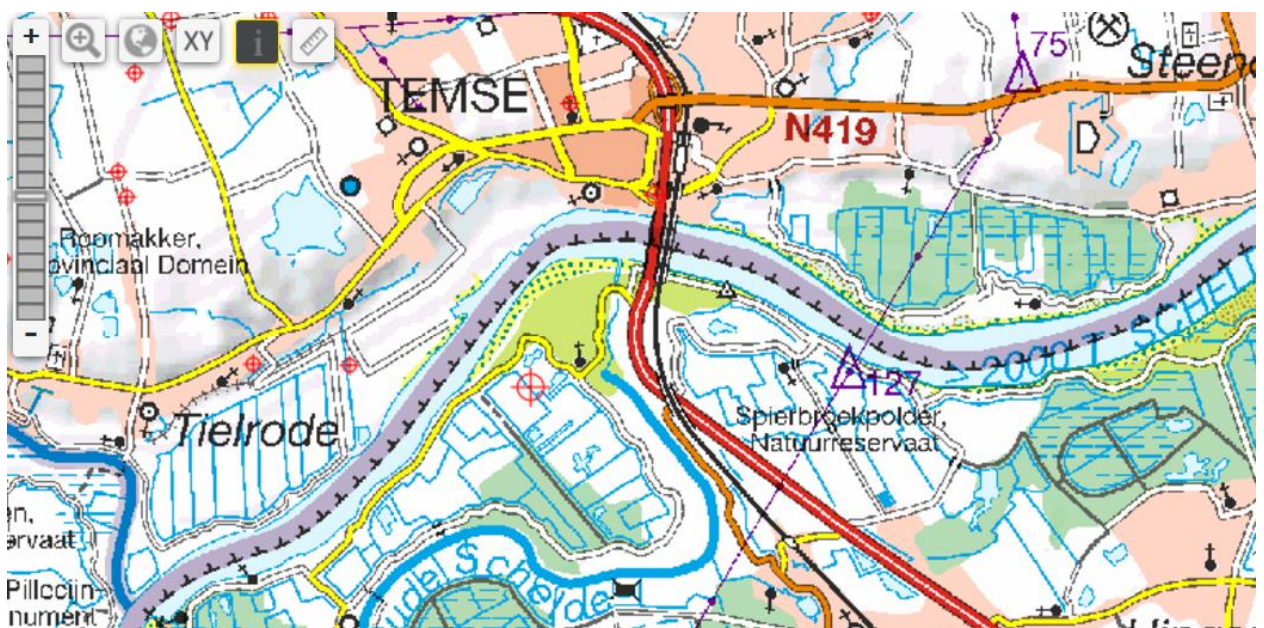 +
XY
i
75
Steen
TEMSE
N419
Roomakker,
ovinciaal Domein
2000 T SCHEL
127
Spierbroekpolder,
Natuurreservaat
Tielrode
en,
ervaat
Oude Schelde
Pillecijn-
nument
-